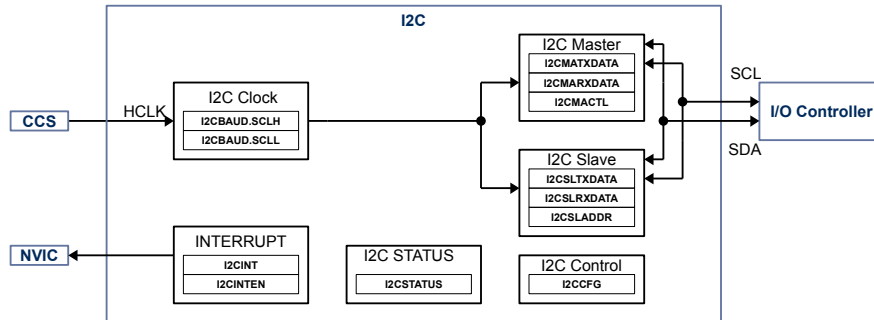 I2C
I2C Master
I2CMATXDATA
I2CMARXDATA
I2CMACTL
SCL
I2C Clock
I2CBAUD.SCLH
I2CBAUD.SCLL
CCS
HCLK
I/O Controller
SDA
I2C Slave
I2CSLTXDATA
I2CSLRXDATA
I2CSLADDR
NVIC
INTERRUPT
I2CINT
I2CINTEN
I2C STATUS
I2CSTATUS
I2C Control
I2CCFG